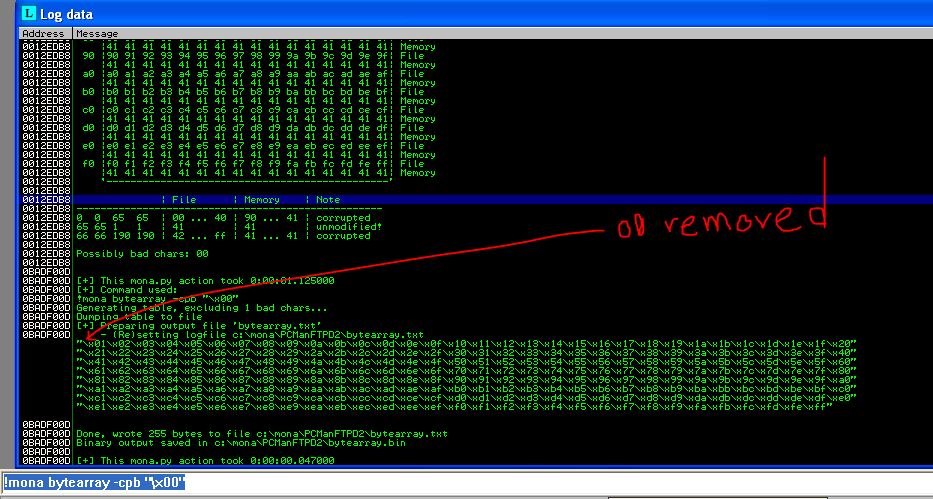 Log data
Address Message
0012EDB8 |41 41 41 41 41 41 41 41 41 41 41 41 41 41 41 41| Memory
0012EDB8 90 |90 91 92 93 94 95 96 97 98 99 9a 9b 9c 9d 9e 9f| File
0012EDB8 |41 41 41 41 41 41 41 41 41 41 41 41 41 41 41 41| Memory
0012EDB8 a0 |a0 a1 a2 a3 a4 a5 a6 a7 a8 a9 aa ab ac ad ae af| File
0012EDB8 |41 41 41 41 41 41 41 41 41 41 41 41 41 41 41 41| Memory
0012EDB8 b0 |b0 b1 b2 b3 b4 b5 b6 b7 b8 b9 ba bb bc bd be bf| File
0012EDB8 |41 41 41 41 41 41 41 41 41 41 41 41 41 41 41 41| Memory
0012EDB8 c0 |c0 c1 c2 c3 c4 c5 c6 c7 c8 c9 ca cb cc cd ce cf| File
0012EDB8 |41 41 41 41 41 41 41 41 41 41 41 41 41 41 41 41| Memory
0012EDB8 d0 |d0 d1 d2 d3 d4 d5 d6 d7 d8 d9 da db dc dd de df| File
0012EDB8 |41 41 41 41 41 41 41 41 41 41 41 41 41 41 41 41| Memory
0012EDB8 e0 |e0 e1 e2 e3 e4 e5 e6 e7 e8 e9 ea eb ec ed ee ef| File
0012EDB8 |41 41 41 41 41 41 41 41 41 41 41 41 41 41 41 41| Memory
0012EDB8 f0 |f0 f1 f2 f3 f4 f5 f6 f7 f8 f9 fa fb fc fd fe ff| File
0012EDB8 |41 41 41 41 41 41 41 41 41 41 41 41 41 41 41 41| Memory
0012EDB8 `-------------------------------------------------'
0012EDB8
0012EDB8 | File | Memory | Note
0012EDB8 -----------------------------------------------
0012EDB8 0 0 65 65 | 00 ... 40 | 90 ... 41 | corrupted
0012EDB8 65 65 1 1 | 41 | 41 | unmodified!
0012EDB8 66 66 190 190 | 42 ... ff | 41 ... 41 | corrupted
00 removed
0012EDB8
0012EDB8 Possibly bad chars: 00
0012EDB8
0BADF00D
0BADF00D [+] This mona.py action took 0:00:01.125000
0BADF00D [+] Command used:
0BADF00D !mona bytearray -cpb "\x00"
0BADF00D Generating table, excluding 1 bad chars...
0BADF00D Dumping table to file
0BADF00D [+] Preparing output file 'bytearray.txt'
0BADF00D - (Re)setting logfile c:\mona\PCManFTPD2\bytearray.txt
"\x01\x02\x03\x04\x05\x06\x07\x08\x09\x0a\x0b\x0c\x0d\x0e\x0f\x10\x11\x12\x13\x14\x15\x16\x17\x18\x19\x1a\x1b\x1c\x1d\x1e\x1f\x20"
"\x21\x22\x23\x24\x25\x26\x27\x28\x29\x2a\x2b\x2c\x2d\x2e\x2f\x30\x31\x32\x33\x34\x35\x36\x37\x38\x39\x3a\x3b\x3c\x3d\x3e\x3f\x40"
"\x41\x42\x43\x44\x45\x46\x47\x48\x49\x4a\x4b\x4c\x4d\x4e\x4f\x50\x51\x52\x53\x54\x55\x56\x57\x58\x59\x5a\x5b\x5c\x5d\x5e\x5f\x60"
"\x61\x62\x63\x64\x65\x66\x67\x68\x69\x6a\x6b\x6c\x6d\x6e\x6f\x70\x71\x72\x73\x74\x75\x76\x77\x78\x79\x7a\x7b\x7c\x7d\x7e\x7f\x80"
"\x81\x82\x83\x84\x85\x86\x87\x88\x89\x8a\x8b\x8c\x8d\x8e\x8f\x90\x91\x92\x93\x94\x95\x96\x97\x98\x99\x9a\x9b\x9c\x9d\x9e\x9f\xa0"
"\xa1\xa2\xa3\xa4\xa5\xa6\xa7\xa8\xa9\xaa\xab\xac\xad\xae\xaf\xb0\xb1\xb2\xb3\xb4\xb5\xb6\xb7\xb8\xb9\xba\xbb\xbc\xbd\xbe\xbf\xc0"
"\xc1\xc2\xc3\xc4\xc5\xc6\xc7\xc8\xc9\xca\xcb\xcc\xcd\xce\xcf\xd0\xd1\xd2\xd3\xd4\xd5\xd6\xd7\xd8\xd9\xda\xdb\xdc\xdd\xde\xdf\xe0"
"\xe1\xe2\xe3\xe4\xe5\xe6\xe7\xe8\xe9\xea\xeb\xec\xed\xee\xef\xf0\xf1\xf2\xf3\xf4\xf5\xf6\xf7\xf8\xf9\xfa\xfb\xfc\xfd\xfe\xff"
0BADF00D
0BADF00D Done, wrote 255 bytes to file c:\mona\PCManFTPD2\bytearray.txt
0BADF00D Binary output saved in c:\mona\PCManFTPD2\bytearray.bin
0BADF00D
0BADF00D [+] This mona.py action took 0:00:00.047000
!mona bytearray -cpb "\x00"